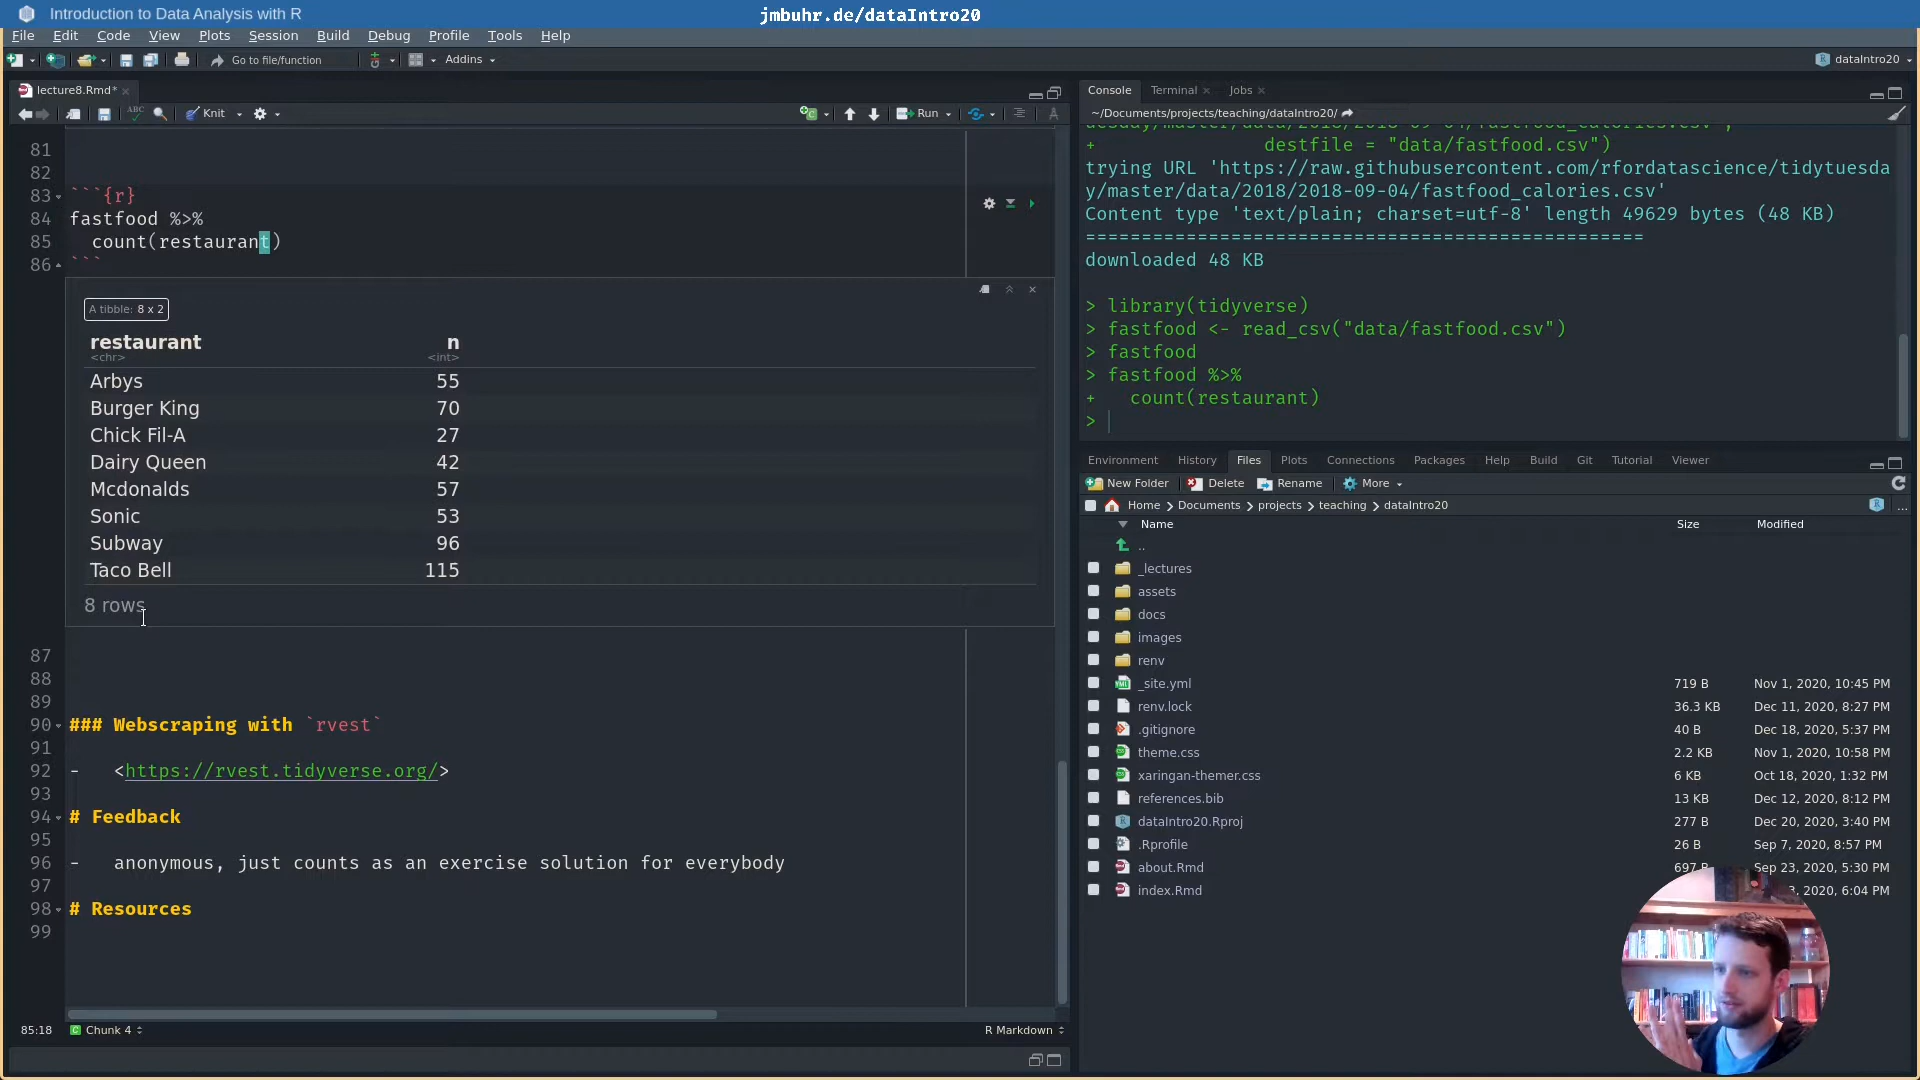 Introduction to Data Analysis with R
jmbuhr.de/dataIntro20
File Edit Code View Plots Session Build Debug Profile Tools Help
Go to file/function
Addins
dataIntro20
lecture8.Rmd*
ABC
Knit
Run
81
82
83 ```{r}
84 fastfood %>%
85 count(restaurant)
86 ```
A tibble: 8 x 2
restaurant n
<chr> <int>
Arbys 55
Burger King 70
Chick Fil-A 27
Dairy Queen 42
Mcdonalds 57
Sonic 53
Subway 96
Taco Bell 115
8 rows
87
88
89
90 ### Webscraping with `rvest`
91
92 - <https://rvest.tidyverse.org/>
93
94 # Feedback
95
96 - anonymous, just counts as an exercise solution for everybody
97
98 # Resources
99
85:18
Chunk 4
R Markdown
Console Terminal Jobs
~/Documents/projects/teaching/dataIntro20/
+ destfile = "data/fastfood.csv")
trying URL 'https://raw.githubusercontent.com/rfordatascience/tidytuesda
y/master/data/2018/2018-09-04/fastfood_calories.csv'
Content type 'text/plain; charset=utf-8' length 49629 bytes (48 KB)
==================================================
downloaded 48 KB
> library(tidyverse)
> fastfood <- read_csv("data/fastfood.csv")
> fastfood
> fastfood %>%
+ count(restaurant)
>
Environment History Files Plots Connections Packages Help Build Git Tutorial Viewer
New Folder Delete Rename More
Home Documents projects teaching dataIntro20 ...
Name Size Modified
..
_lectures
assets
docs
images
renv
_site.yml 719 B Nov 1, 2020, 10:45 PM
renv.lock 36.3 KB Dec 11, 2020, 8:27 PM
.gitignore 40 B Dec 18, 2020, 5:37 PM
theme.css 2.2 KB Nov 1, 2020, 10:58 PM
xaringan-themer.css 6 KB Oct 18, 2020, 1:32 PM
references.bib 13 KB Dec 12, 2020, 8:12 PM
dataIntro20.Rproj 277 B Dec 20, 2020, 3:40 PM
.Rprofile 26 B Sep 7, 2020, 8:57 PM
about.Rmd 697 B Sep 23, 2020, 5:30 PM
index.Rmd 3, 2020, 6:04 PM